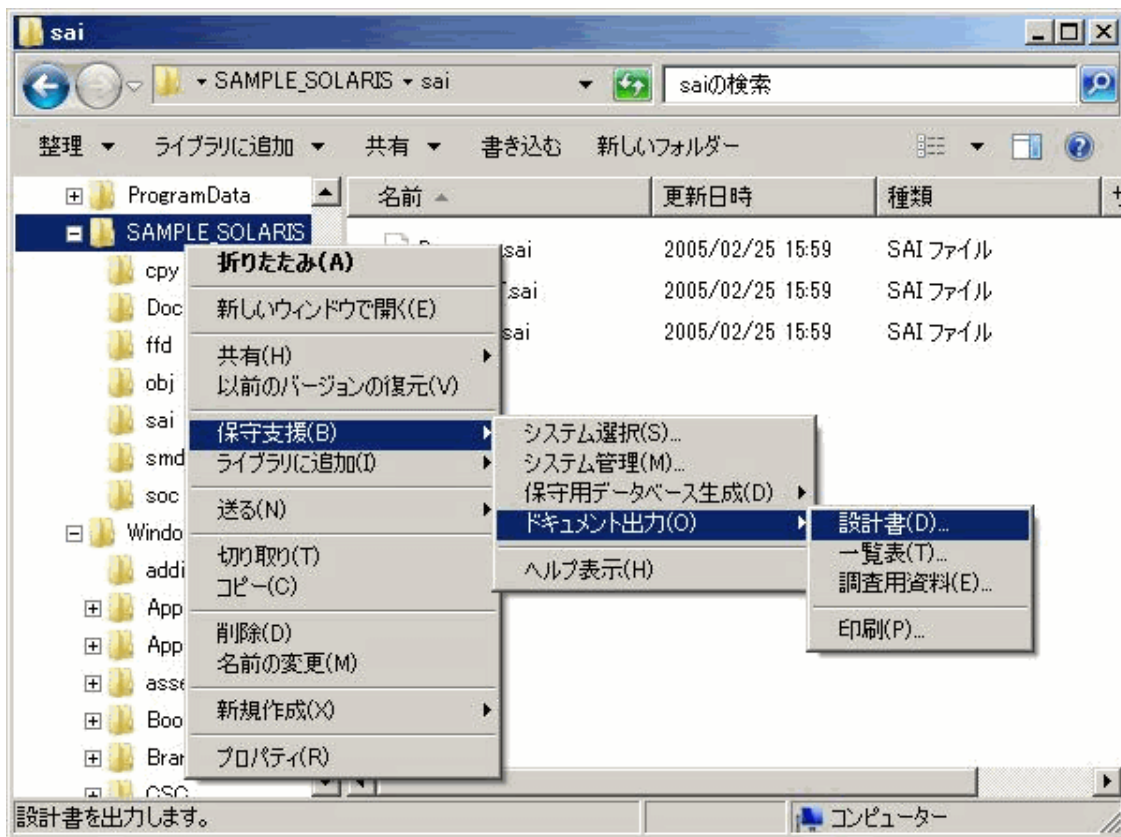 sai
SAMPLE_SOLARIS sai
saiの検索
整理 ライブラリに追加 共有 書き込む 新しいフォルダー
ProgramData
SAMPLE_SOLARIS
cpy
Doc
ffd
obj
sai
smd
soc
Windo
addi
App
App
asse
Boo
Bran
CSC
名前 更新日時 種類 サ
.sai 2005/02/25 15:59 SAI ファイル
.sai 2005/02/25 15:59 SAI ファイル
sai 2005/02/25 15:59 SAI ファイル
折りたたみ(A)
新しいウィンドウで開く(E)
共有(H)
以前のバージョンの復元(V)
保守支援(B)
ライブラリに追加(I)
送る(N)
切り取り(T)
コピー(C)
削除(D)
名前の変更(M)
新規作成(X)
プロパティ(R)
システム選択(S)...
システム管理(M)...
保守用データベース生成(D)
ドキュメント出力(O)
ヘルプ表示(H)
設計書(D)...
一覧表(T)...
調査用資料(E)...
印刷(P)...
設計書を出力します。
コンピューター